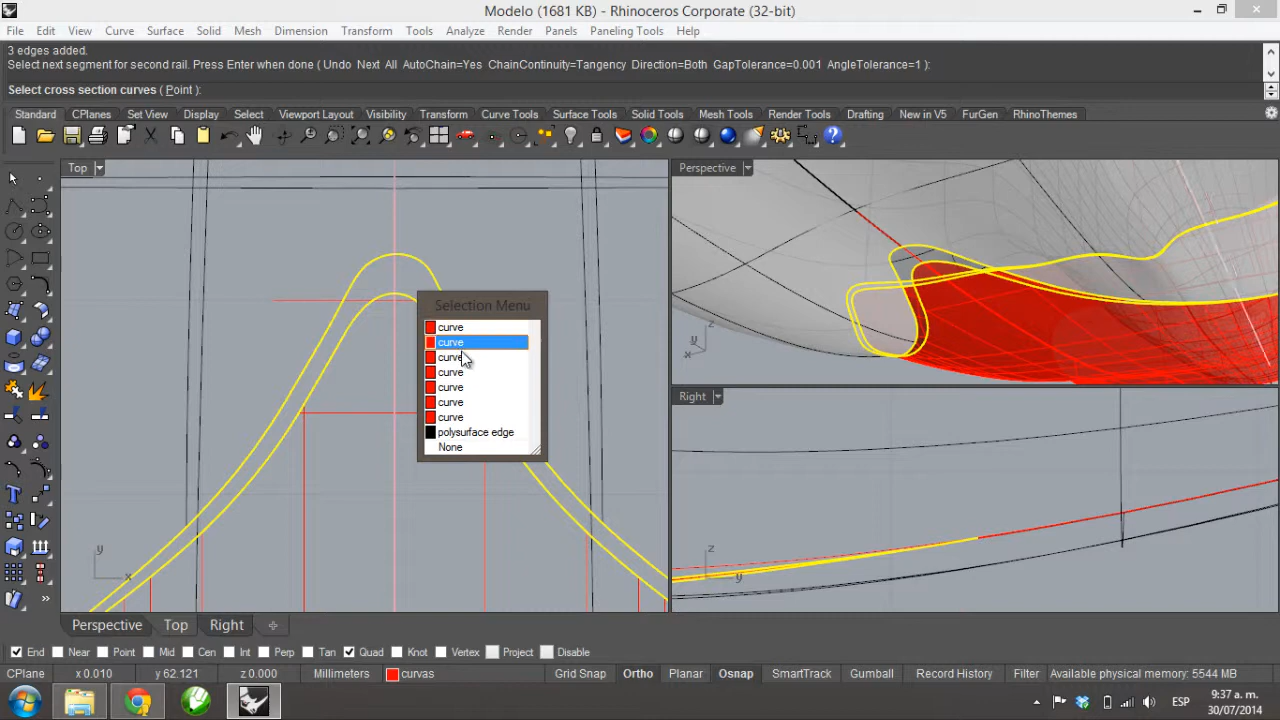 Modelo (1681 KB) - Rhinoceros Corporate (32-bit)
File Edit View Curve Surface Solid Mesh Dimension Transform Tools Analyze Render Panels Paneling Tools Help
3 edges added.
Select next segment for second rail. Press Enter when done ( Undo Next All AutoChain=Yes ChainContinuity=Tangency Direction=Both GapTolerance=0.001 AngleTolerance=1 ):
Select cross section curves ( Point ):
Standard CPlanes Set View Display Select Viewport Layout Visibility Transform Curve Tools Surface Tools Solid Tools Mesh Tools Render Tools Drafting New in V5 FurGen RhinoThemes
Top
Perspective
Selection Menu
curve
curve
curve
curve
curve
curve
curve
polysurface edge
None
z
y
x
Right
y
x
z
y
Perspective Top Right
End Near Point Mid Cen Int Perp Tan Quad Knot Vertex Project Disable
CPlane x 0.010 y 62.121 z 0.000 Millimeters curvas Grid Snap Ortho Planar Osnap SmartTrack Gumball Record History Filter Available physical memory: 5544 MB
ESP
9:37 a. m.
30/07/2014